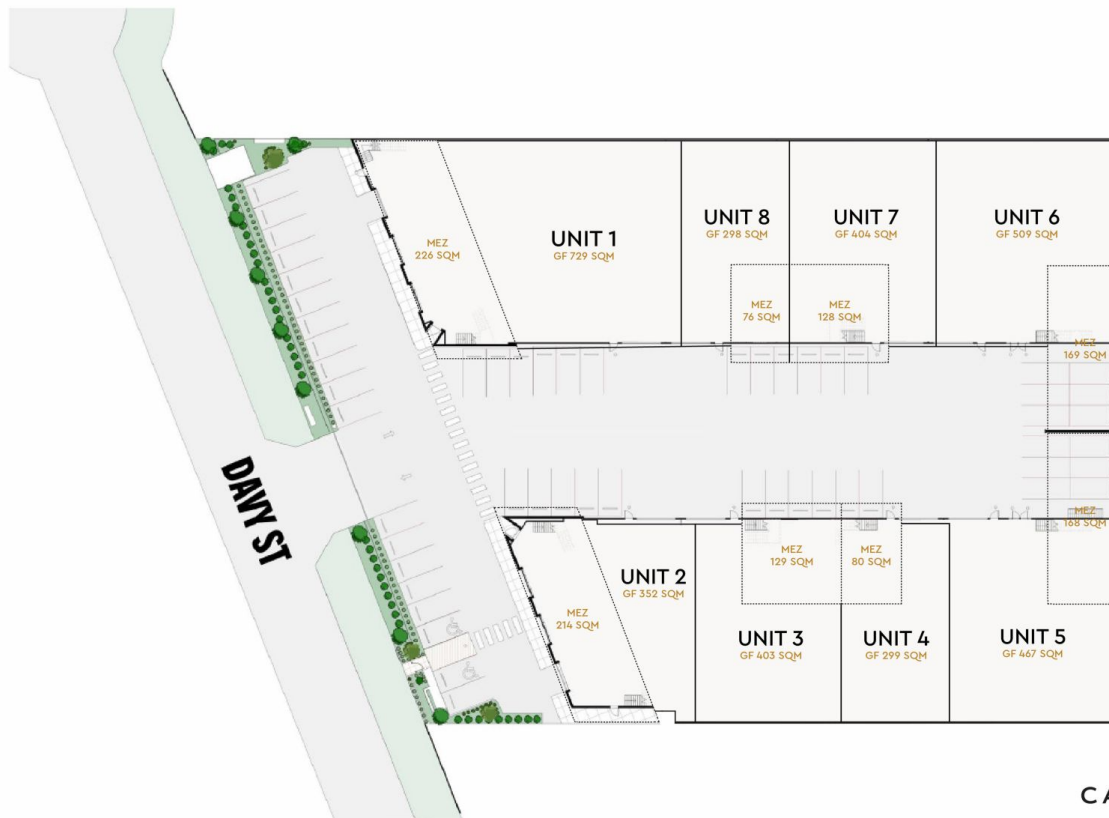 MEZ
226 SQM
UNIT 1
GF 729 SQM
UNIT 8
GF 298 SQM
UNIT 7
GF 404 SQM
UNIT 6
GF 509 SQM
MEZ
76 SQM
MEZ
128 SQM
MEZ
169 SQM
DAVY ST
MEZ
168 SQM
UNIT 2
GF 352 SQM
MEZ
214 SQM
MEZ
129 SQM
MEZ
80 SQM
UNIT 3
GF 403 SQM
UNIT 4
GF 299 SQM
UNIT 5
GF 467 SQM
CA